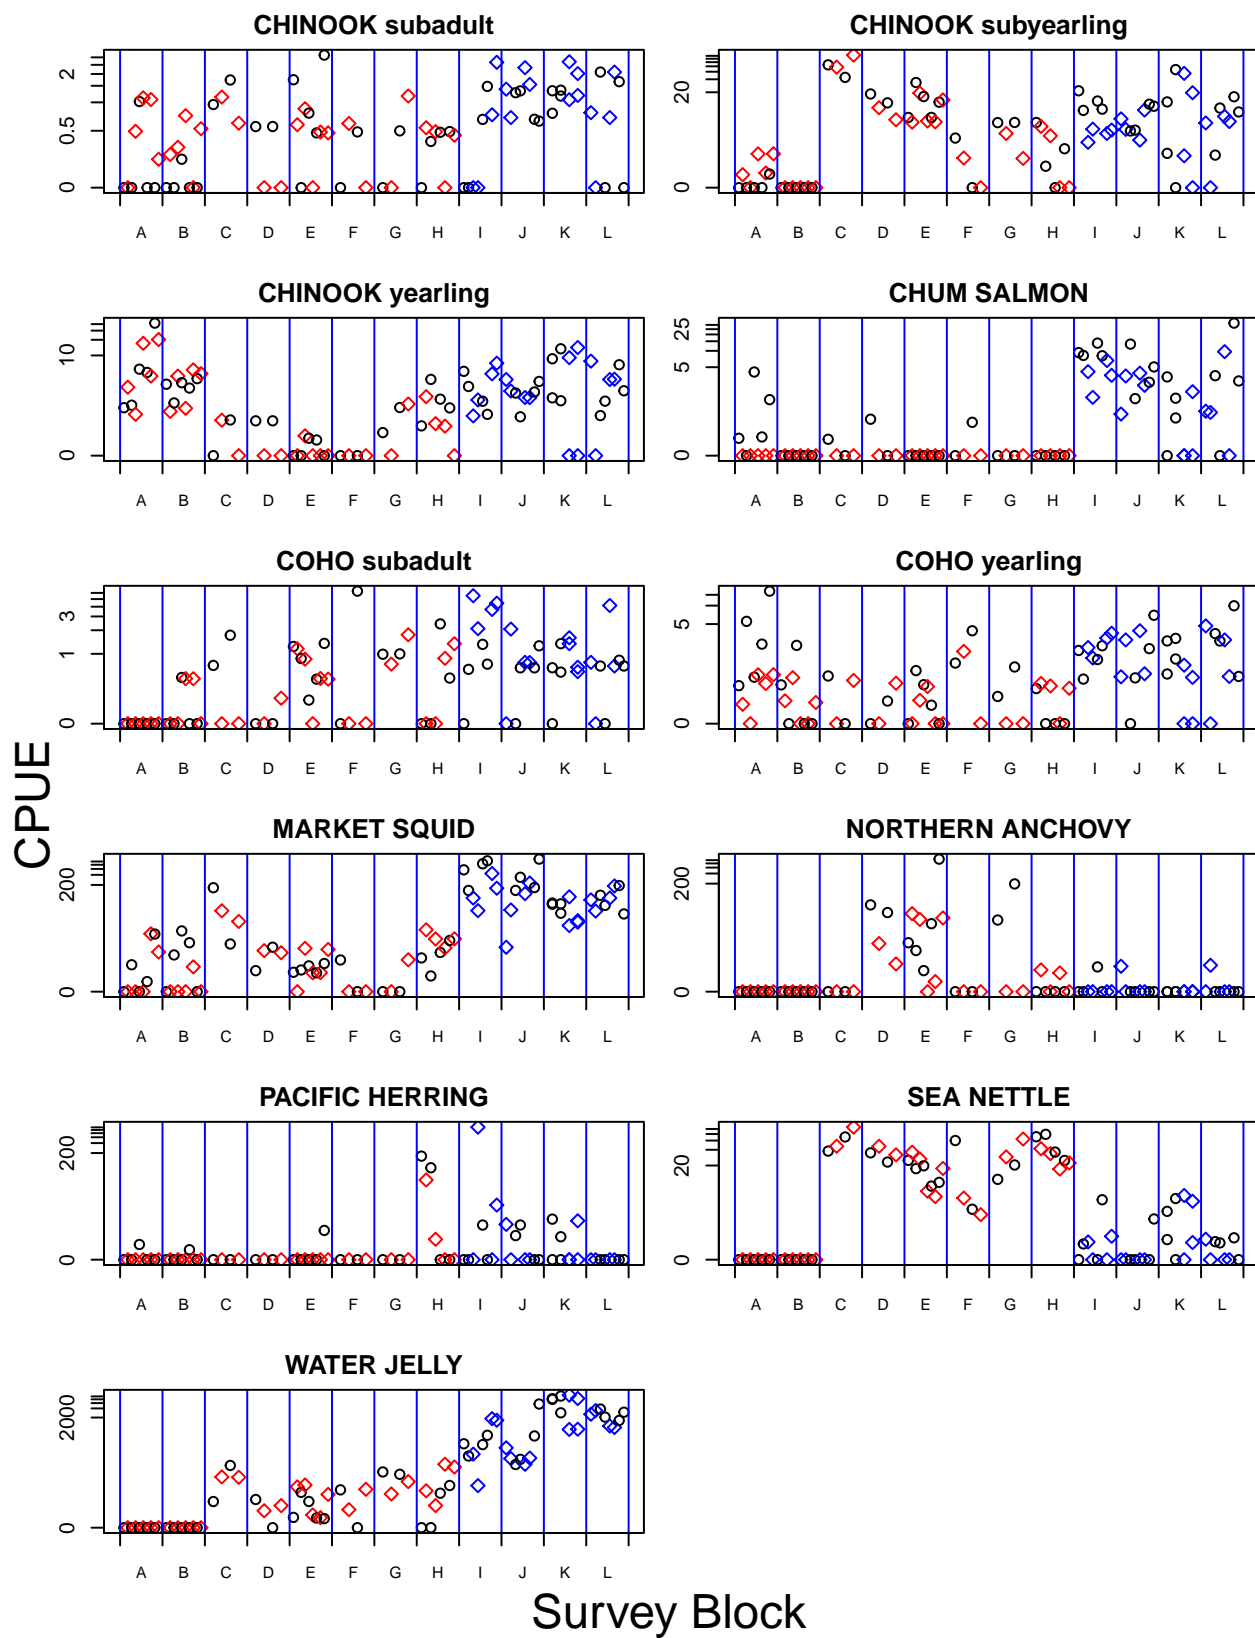 CHINOOK subadult
0 0.5 2
A B C D E F G H I J K L
CHINOOK subyearling
0 20
A B C D E F G H I J K L
CHINOOK yearling
0 10
A B C D E F G H I J K L
CHUM SALMON
0 5 25
A B C D E F G H I J K L
COHO subadult
0 1 3
A B C D E F G H I J K L
COHO yearling
0 5
A B C D E F G H I J K L
MARKET SQUID
0 200
A B C D E F G H I J K L
NORTHERN ANCHOVY
0 200
A B C D E F G H I J K L
PACIFIC HERRING
0 200
A B C D E F G H I J K L
SEA NETTLE
0 20
A B C D E F G H I J K L
WATER JELLY
0 2000
A B C D E F G H I J K L
CPUE
Survey Block